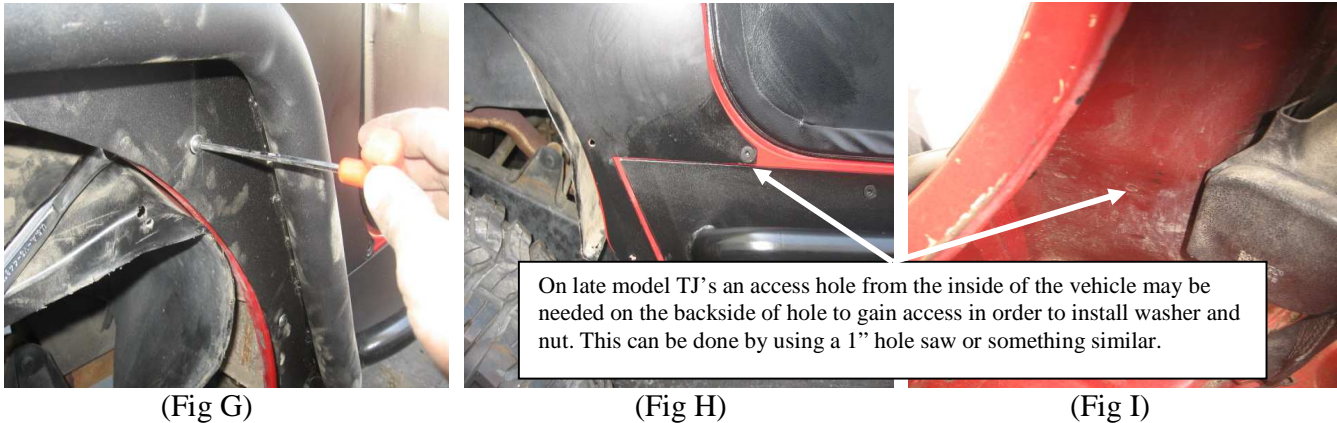 On late model TJ’s an access hole from the inside of the vehicle may be
needed on the backside of hole to gain access in order to install washer and
nut. This can be done by using a 1” hole saw or something similar.
(Fig G)
(Fig H)
(Fig I)